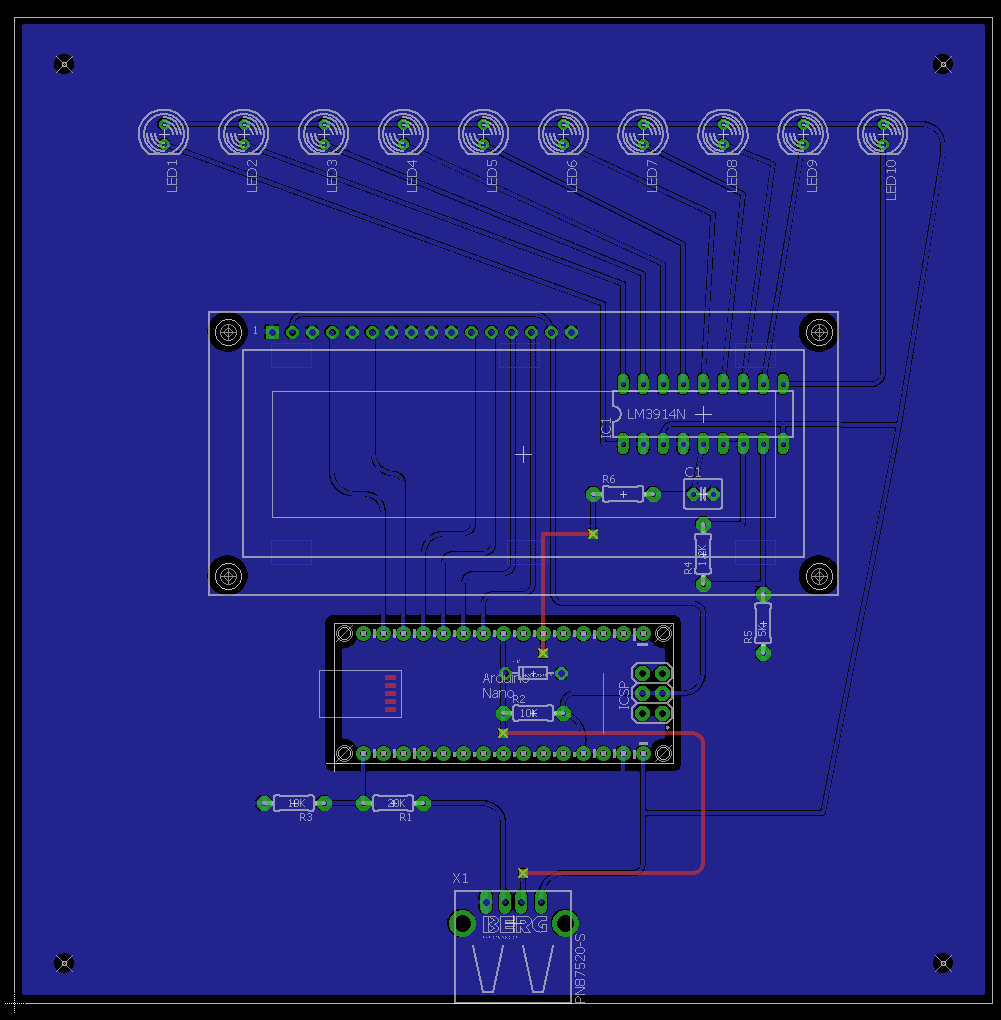 LED1
LED2
LED3
LED4
LED5
LED6
LED7
LED8
LED9
LED10
1
LM3914N
IC1
R6
C1
R4
R5
5K
Arduino
Nano
ICSP
R2
10K
10K
20K
R3
R1
X1
BERG
PN87520-S